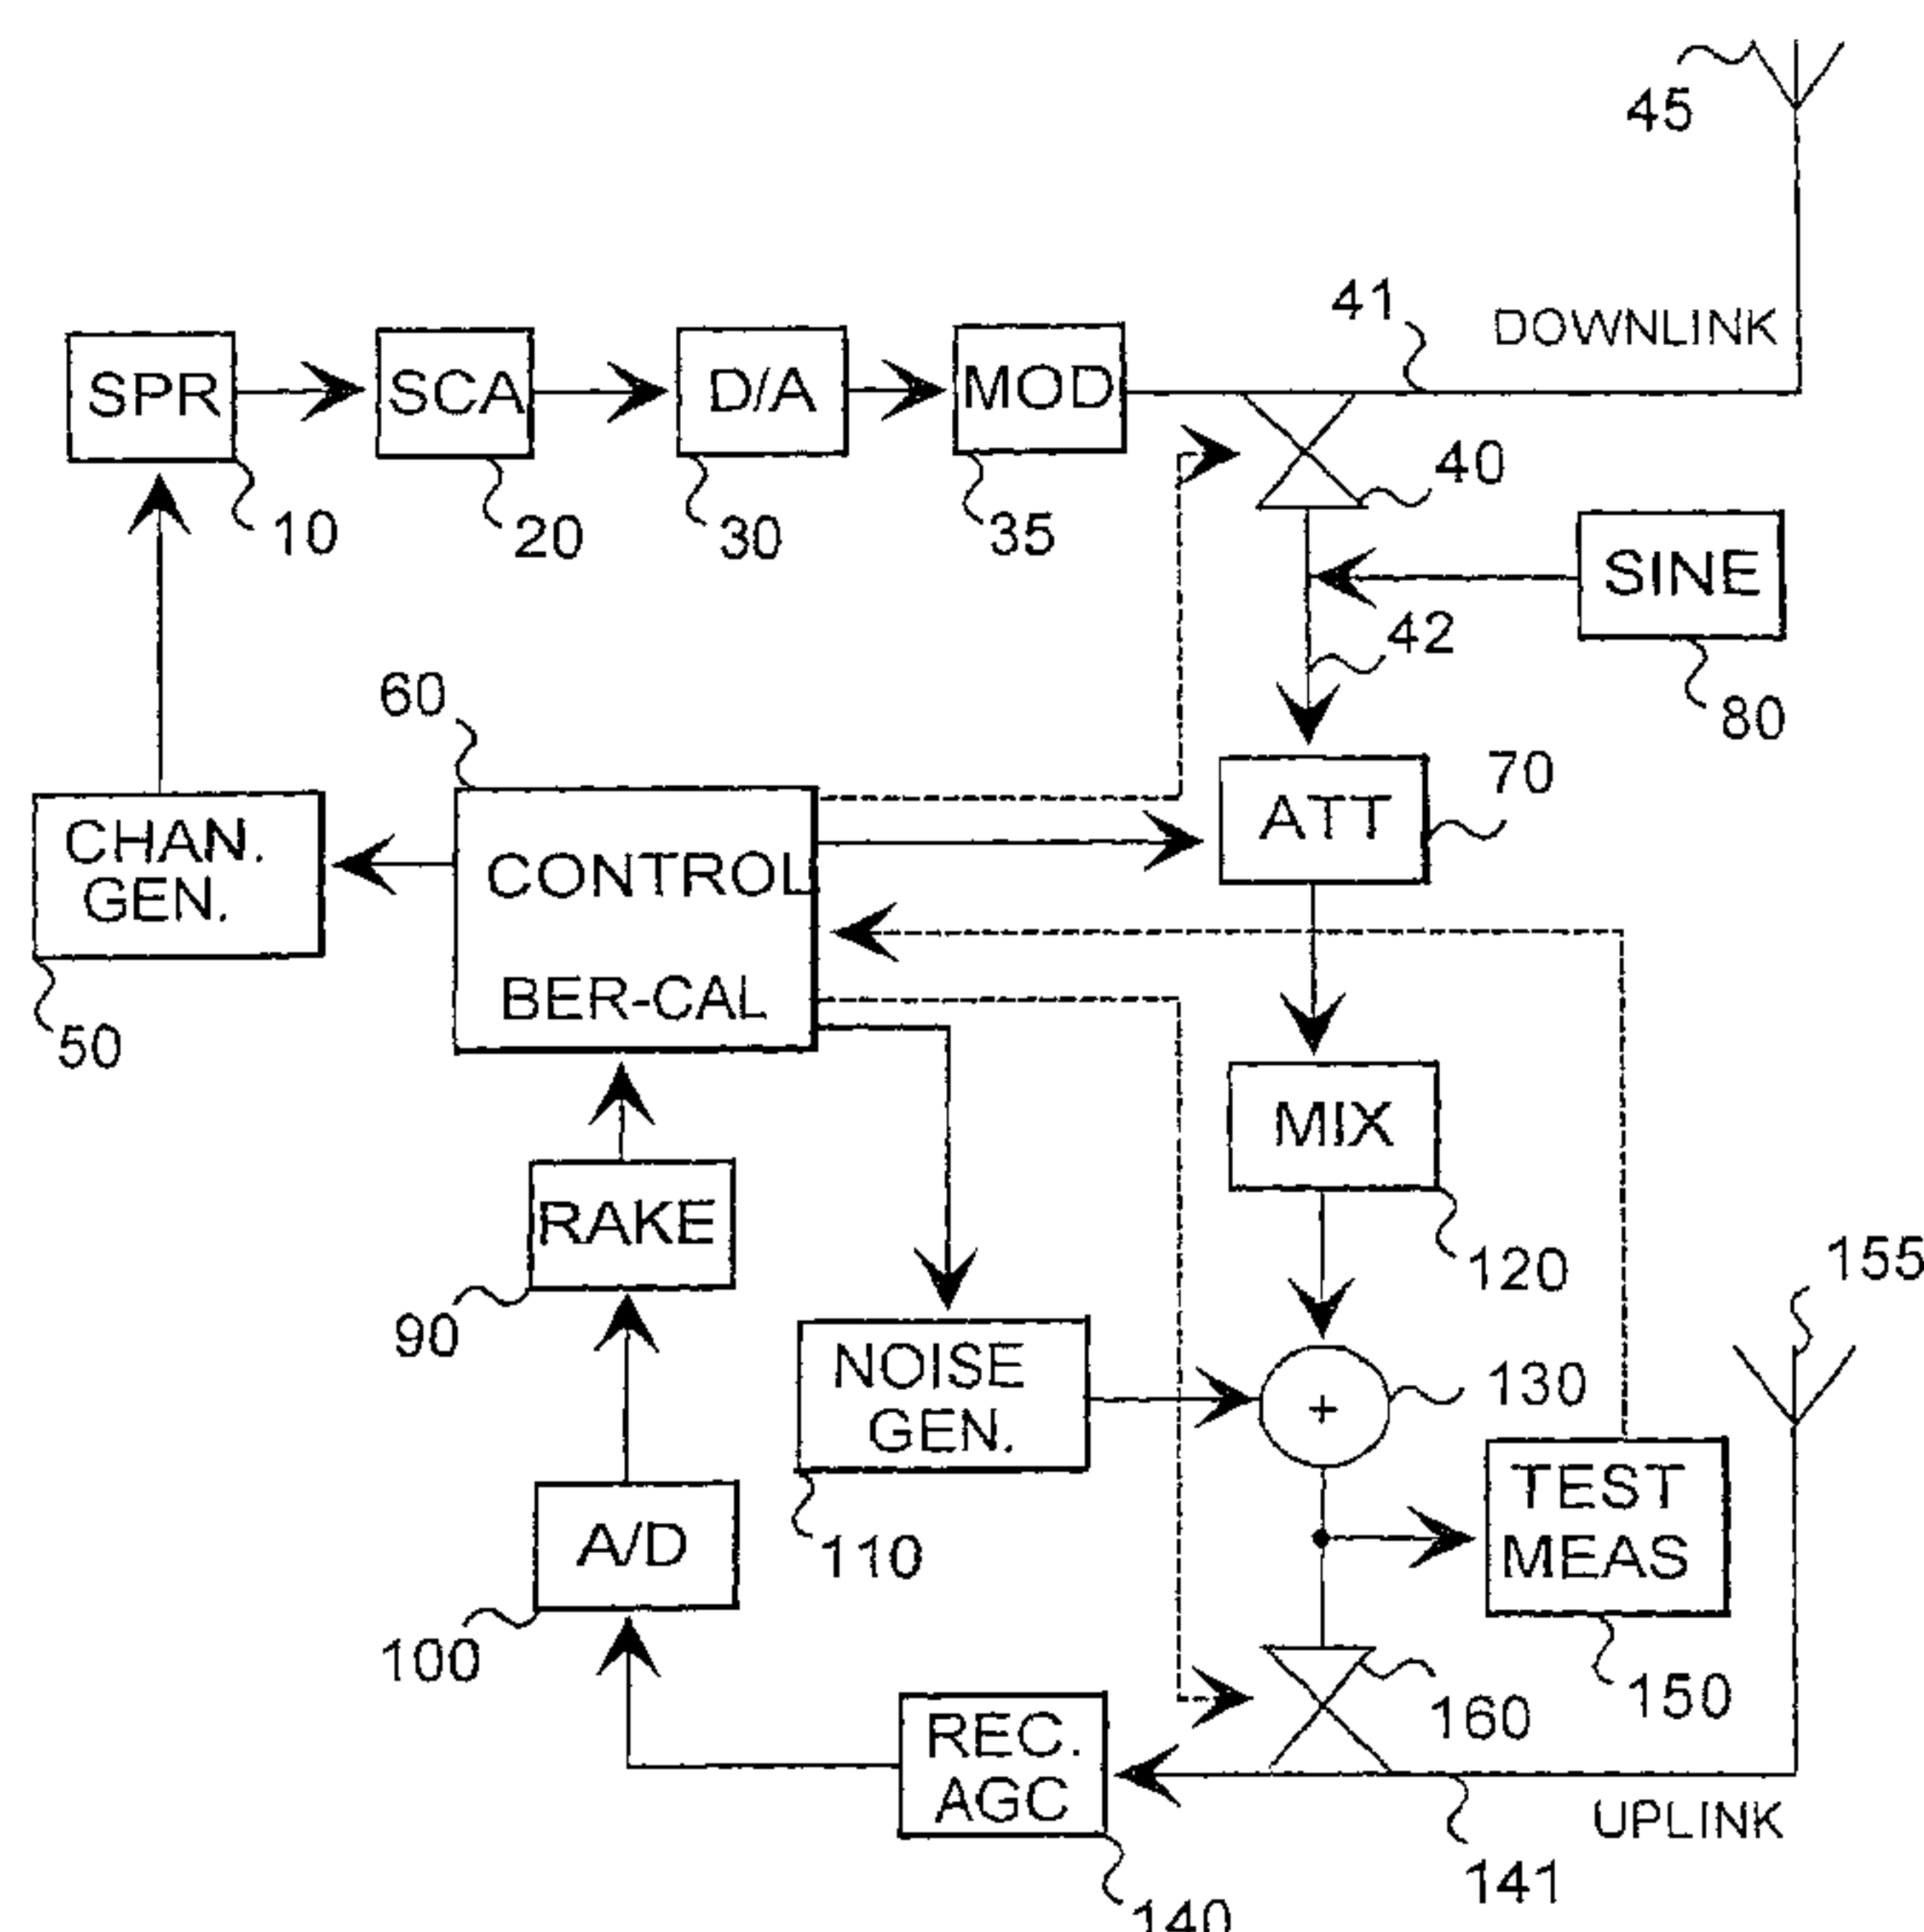 45
41
DOWNLINK
SPR
SCA
D/A
MOD
10
20
30
35
40
SINE
42
80
60
70
CHAN.
GEN.
CONTROL
ATT
BER-CAL
50
MIX
RAKE
120
155
90
NOISE
GEN.
130
+
TEST
MEAS
A/D
110
100
150
160
REC.
AGC
UPLINK
141
140